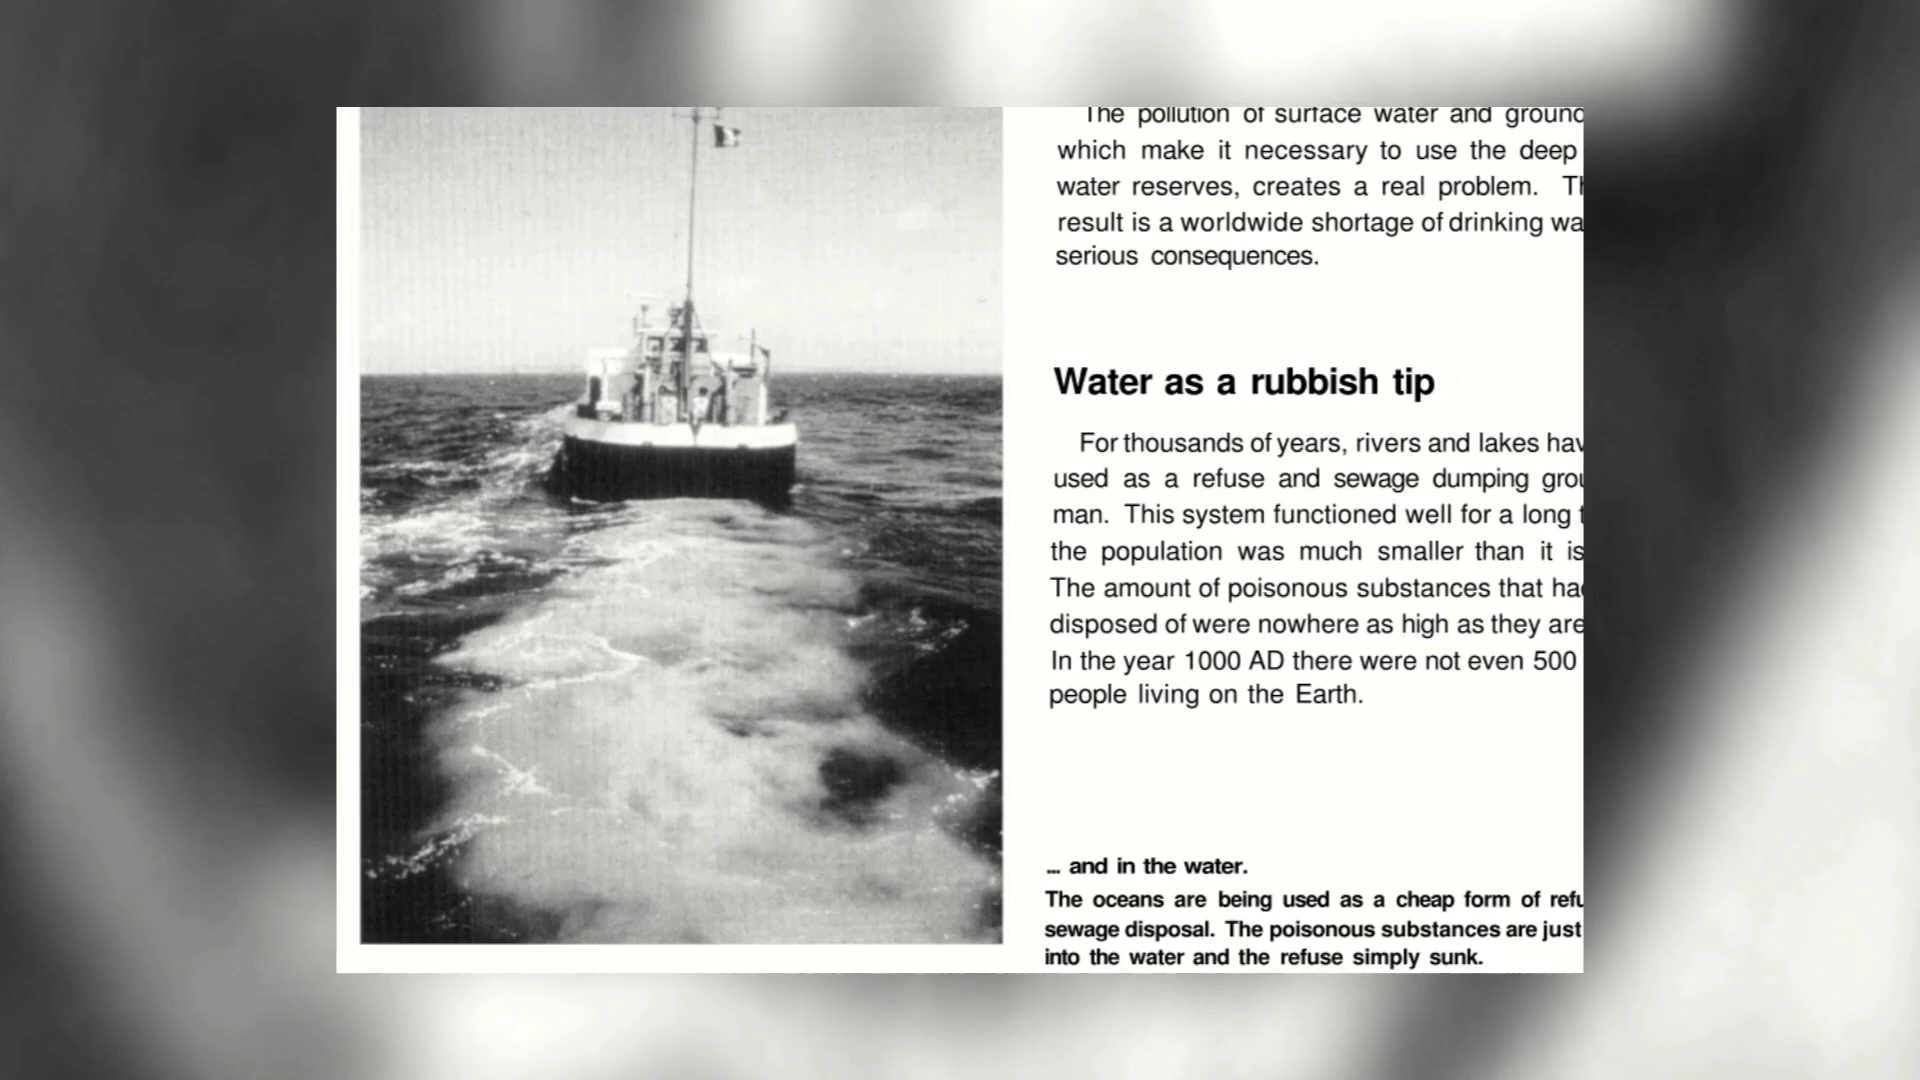 The pollution of surface water and ground
which make it necessary to use the deep
water reserves, creates a real problem.
result is a worldwide shortage of drinking
serious consequences.
Water as a rubbish tip
For thousands of years, rivers and lakes
used as a refuse and sewage dumping
man. This system functioned well for a long
the population was much smaller than it is
The amount of poisonous substances that
disposed of were nowhere as high as they are
In the year 1000 AD there were not even 500
people living on the Earth.
... and in the water.
The oceans are being used as a cheap form of
sewage disposal. The poisonous substances are just
into the water and the refuse simply sunk.